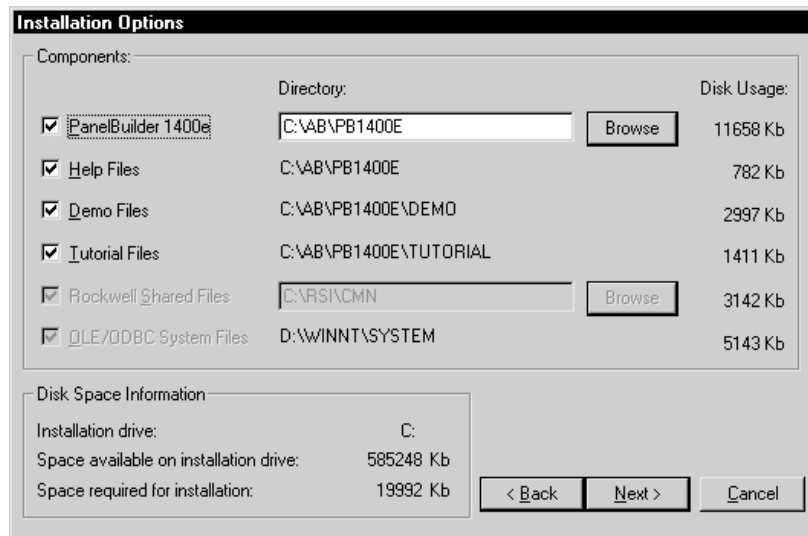 Installation Options
Components:
Directory: Disk Usage:
PanelBuilder 1400e C:\AB\PB1400E Browse 11658 Kb
Help Files C:\AB\PB1400E 782 Kb
Demo Files C:\AB\PB1400E\DEMO 2997 Kb
Tutorial Files C:\AB\PB1400E\TUTORIAL 1411 Kb
Rockwell Shared Files C:\RSI\CMN Browse 3142 Kb
OLE/ODBC System Files D:\WINNT\SYSTEM 5143 Kb
Disk Space Information
Installation drive: C:
Space available on installation drive: 585248 Kb
Space required for installation: 19992 Kb
< Back Next > Cancel